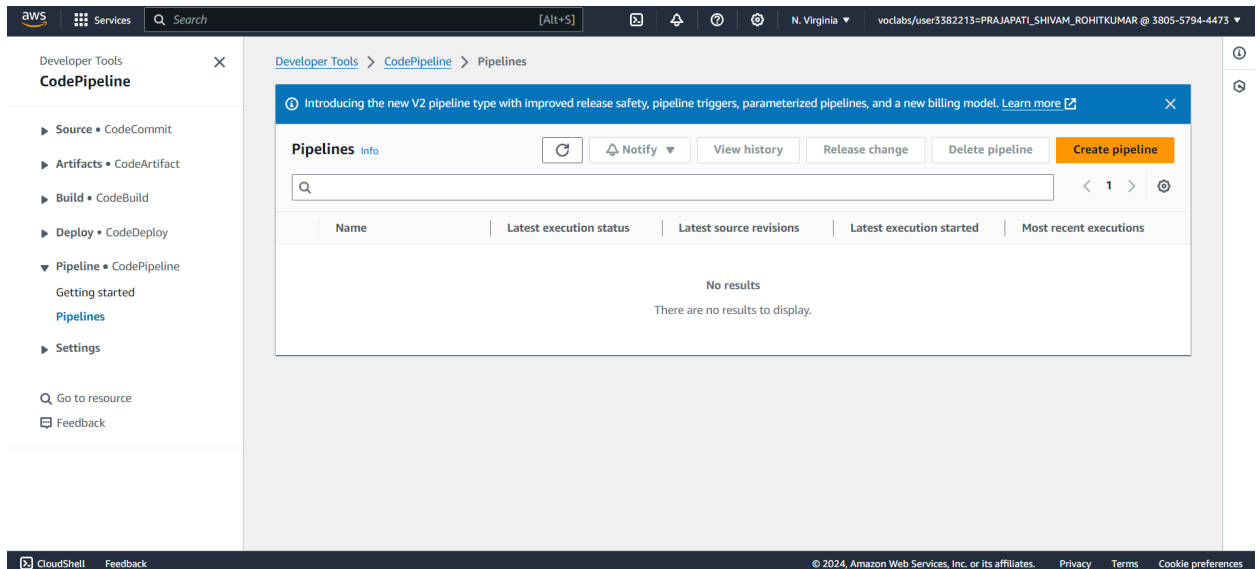 aws Services Search [Alt+S] N. Virginia ▼ voclabs/user3382213=PRAJAPATI_SHIVAM_ROHITKUMAR @ 3805-5794-4473 ▼
Developer Tools
CodePipeline
Source • CodeCommit
Artifacts • CodeArtifact
Build • CodeBuild
Deploy • CodeDeploy
Pipeline • CodePipeline
Getting started
Pipelines
Settings
Go to resource
Feedback
Developer Tools > CodePipeline > Pipelines
Introducing the new V2 pipeline type with improved release safety, pipeline triggers, parameterized pipelines, and a new billing model. Learn more
Pipelines Info Notify ▼ View history Release change Delete pipeline Create pipeline
< 1 >
Name Latest execution status Latest source revisions Latest execution started Most recent executions
No results
There are no results to display.
CloudShell Feedback © 2024, Amazon Web Services, Inc. or its affiliates. Privacy Terms Cookie preferences